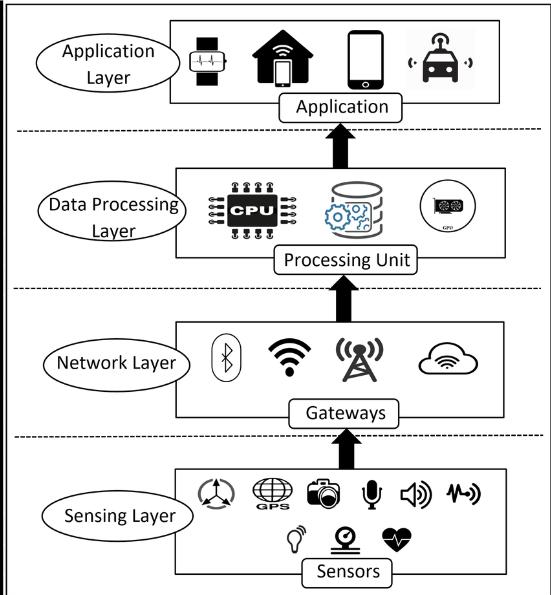 Application
Layer
Application
Data Processing
Layer
CPU
GPU
Processing Unit
Network Layer
Gateways
GPS
Sensing Layer
Sensors